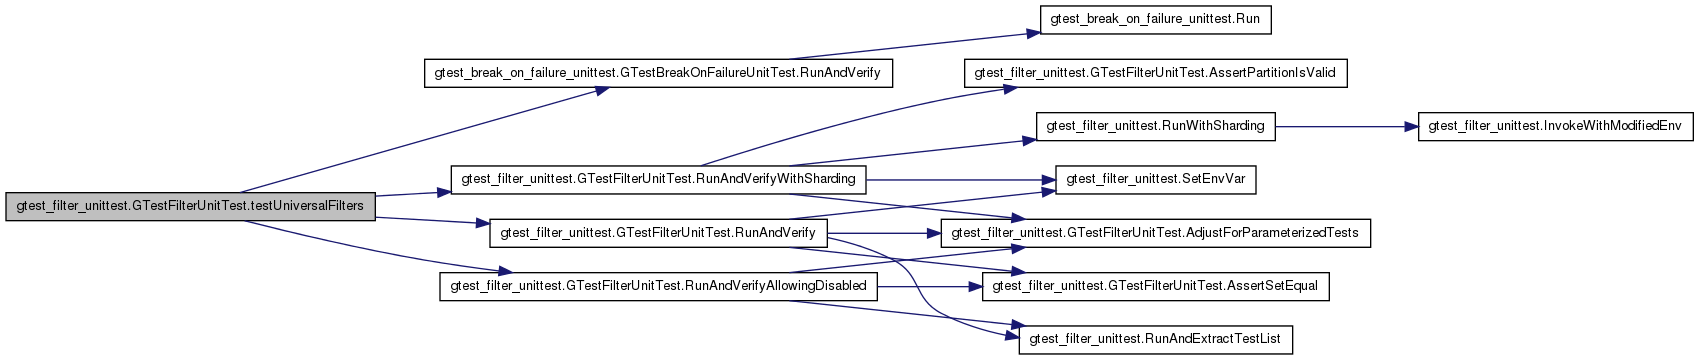 gtest_break_on_failure_unittest.Run
gtest_break_on_failure_unittest.GTestBreakOnFailureUnitTest.RunAndVerify
gtest_filter_unittest.GTestFilterUnitTest.AssertPartitionIsValid
gtest_filter_unittest.RunWithSharding
gtest_filter_unittest.InvokeWithModifiedEnv
gtest_filter_unittest.GTestFilterUnitTest.RunAndVerifyWithSharding
gtest_filter_unittest.SetEnvVar
gtest_filter_unittest.GTestFilterUnitTest.testUniversalFilters
gtest_filter_unittest.GTestFilterUnitTest.RunAndVerify
gtest_filter_unittest.GTestFilterUnitTest.AdjustForParameterizedTests
gtest_filter_unittest.GTestFilterUnitTest.RunAndVerifyAllowingDisabled
gtest_filter_unittest.GTestFilterUnitTest.AssertSetEqual
gtest_filter_unittest.RunAndExtractTestList